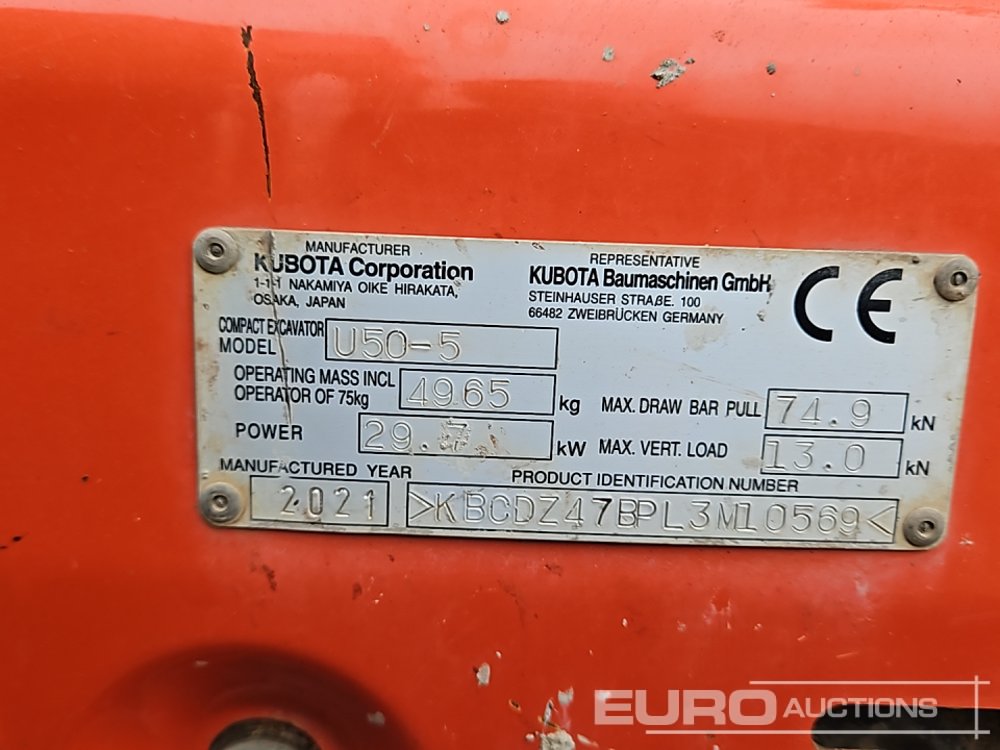 MANUFACTURER
KUBOTA Corporation
1-1-1 NAKAMIYA OIKE HIRAKATA,
OSAKA, JAPAN
REPRESENTATIVE
KUBOTA Baumaschinen GmbH
STEINHAUSER STRAßE. 100
66482 ZWEIBRÜCKEN GERMANY
CE
COMPACT EXCAVATOR
MODEL U50-5
OPERATING MASS INCL
OPERATOR OF 75kg 4965 kg
POWER 29.7 kW
MAX. DRAW BAR PULL 74.9 kN
MAX. VERT. LOAD 13.0 kN
MANUFACTURED YEAR
2021
PRODUCT IDENTIFICATION NUMBER
>KBCDZ47BPL3M10569<
EURO AUCTIONS